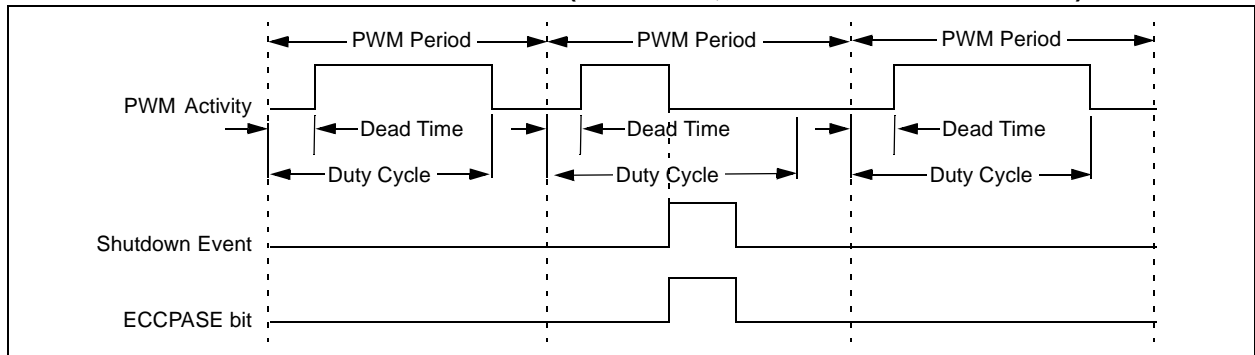 PWM Period PWM Period PWM Period
PWM Activity
Dead Time Dead Time Dead Time
Duty Cycle Duty Cycle Duty Cycle
Shutdown Event
ECCPASE bit